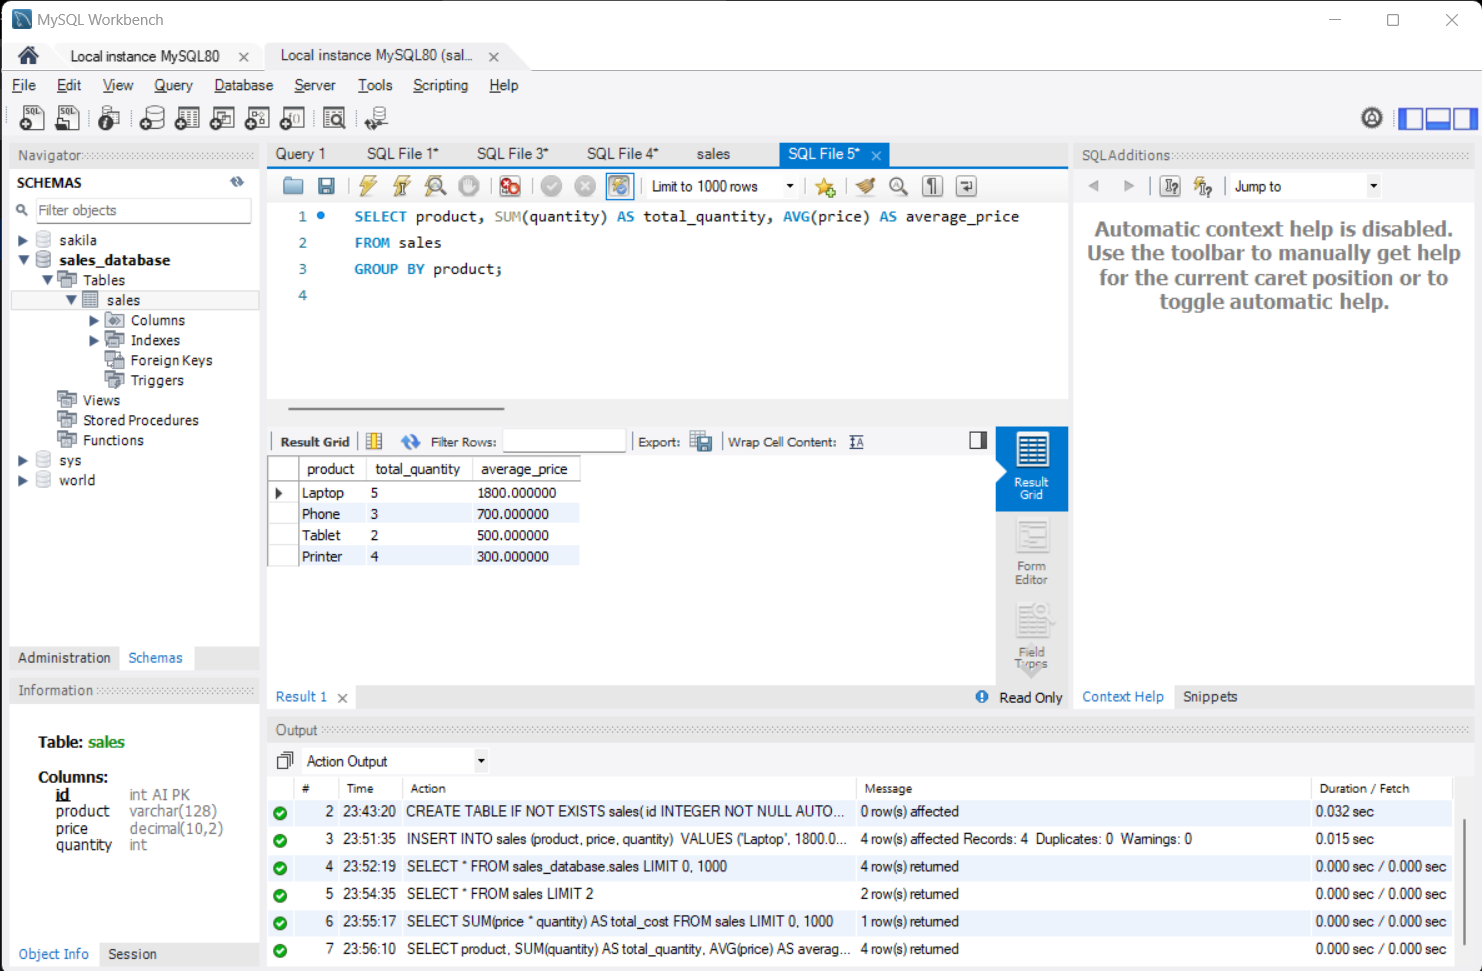 MySQL Workbench
Local instance MySQL80
Local instance MySQL80 (sal...
File Edit View Query Database Server Tools Scripting Help
Navigator
SCHEMAS
Filter objects
sakila
sales_database
Tables
sales
Columns
Indexes
Foreign Keys
Triggers
Views
Stored Procedures
Functions
sys
world
Administration Schemas
Information
Table: sales
Columns:
id int AI PK
product varchar(128)
price decimal(10,2)
quantity int
Object Info Session
Query 1 SQL File 1* SQL File 3* SQL File 4* sales SQL File 5*
Limit to 1000 rows
1 SELECT product, SUM(quantity) AS total_quantity, AVG(price) AS average_price
2 FROM sales
3 GROUP BY product;
4
Result Grid Filter Rows: Export: Wrap Cell Content:
product total_quantity average_price
Laptop 5 1800.000000
Phone 3 700.000000
Tablet 2 500.000000
Printer 4 300.000000
Result
Grid
Form
Editor
Field
Types
Result 1
Read Only
SQLAdditions
Jump to
Automatic context help is disabled.
Use the toolbar to manually get help
for the current caret position or to
toggle automatic help.
Context Help Snippets
Output
Action Output
# Time Action Message Duration / Fetch
2 23:43:20 CREATE TABLE IF NOT EXISTS sales( id INTEGER NOT NULL AUTO... 0 row(s) affected 0.032 sec
3 23:51:35 INSERT INTO sales (product, price, quantity) VALUES ('Laptop', 1800.0... 4 row(s) affected Records: 4 Duplicates: 0 Warnings: 0 0.015 sec
4 23:52:19 SELECT * FROM sales_database.sales LIMIT 0, 1000 4 row(s) returned 0.000 sec / 0.000 sec
5 23:54:35 SELECT * FROM sales LIMIT 2 2 row(s) returned 0.000 sec / 0.000 sec
6 23:55:17 SELECT SUM(price * quantity) AS total_cost FROM sales LIMIT 0, 1000 1 row(s) returned 0.000 sec / 0.000 sec
7 23:56:10 SELECT product, SUM(quantity) AS total_quantity, AVG(price) AS averag... 4 row(s) returned 0.000 sec / 0.000 sec